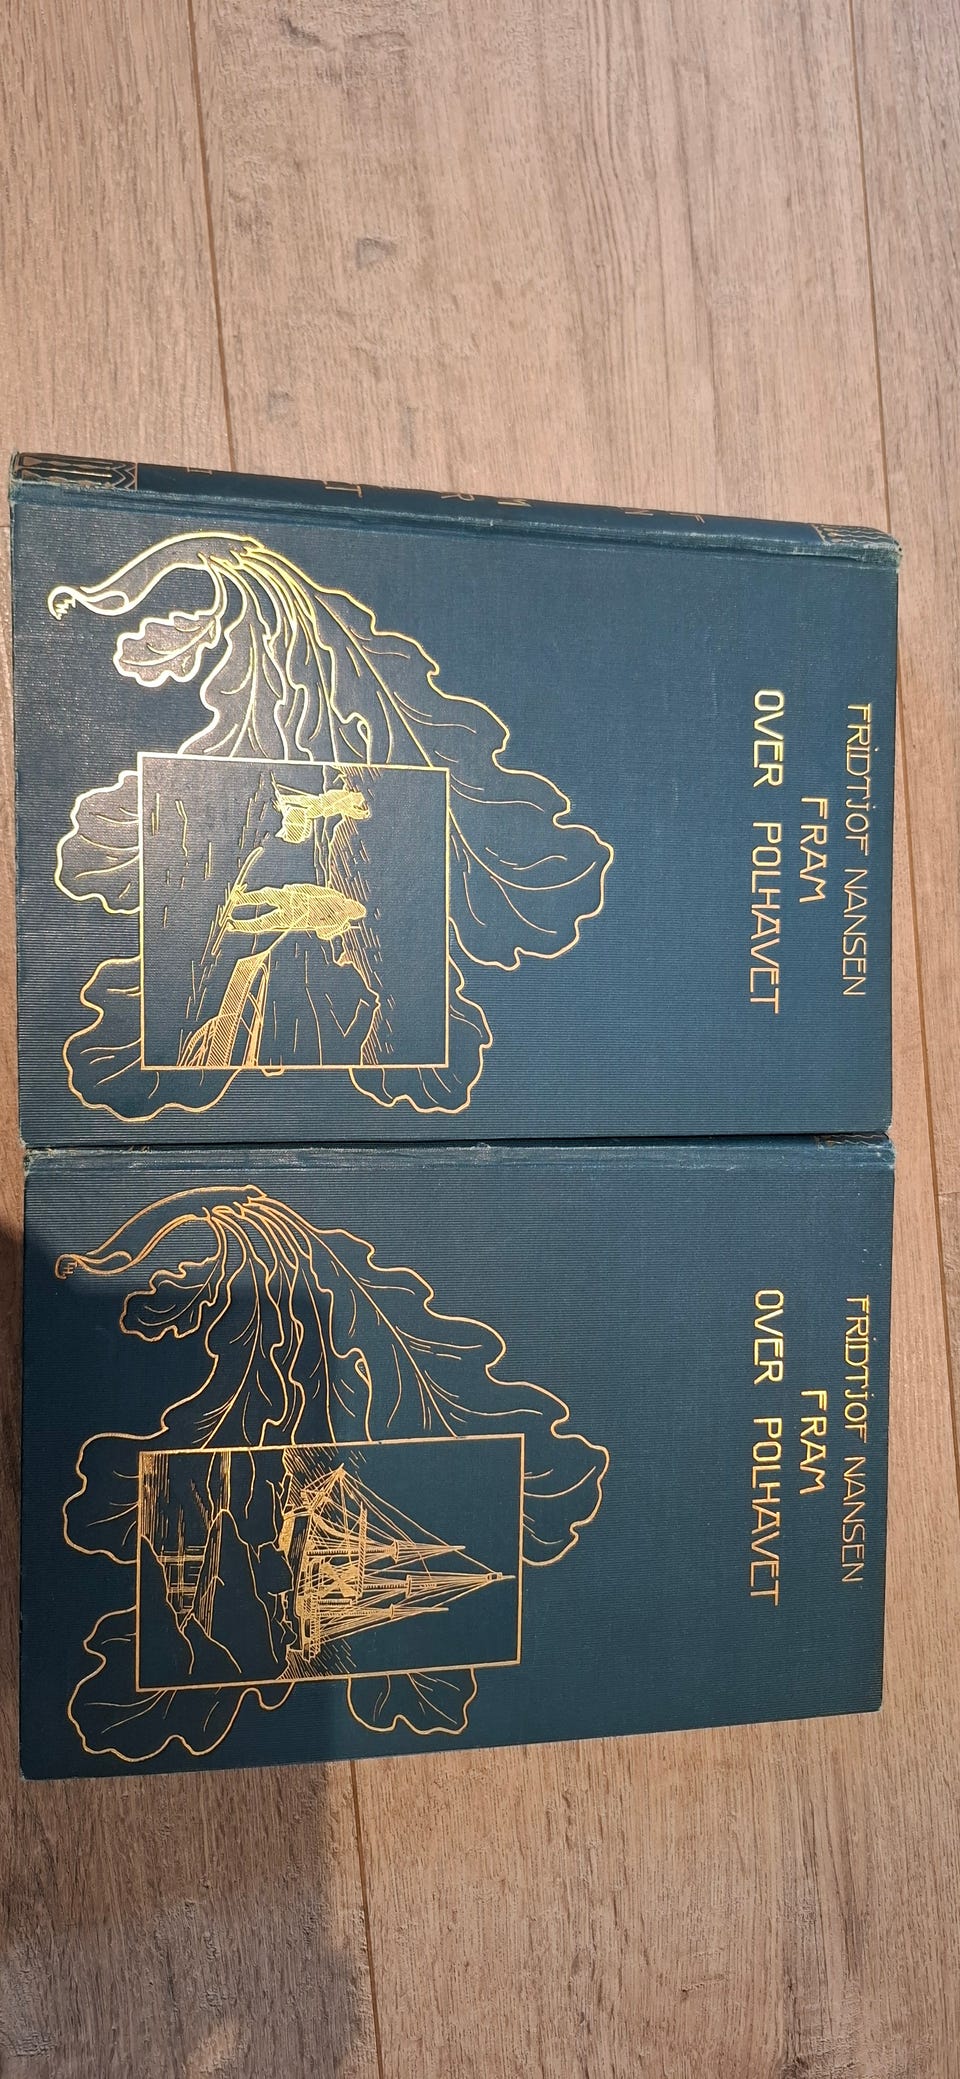 FRIDTJOF NANSEN
FRAM
OVER POLHAVET
FRIDTJOF NANSEN
FRAM
OVER POLHAVET